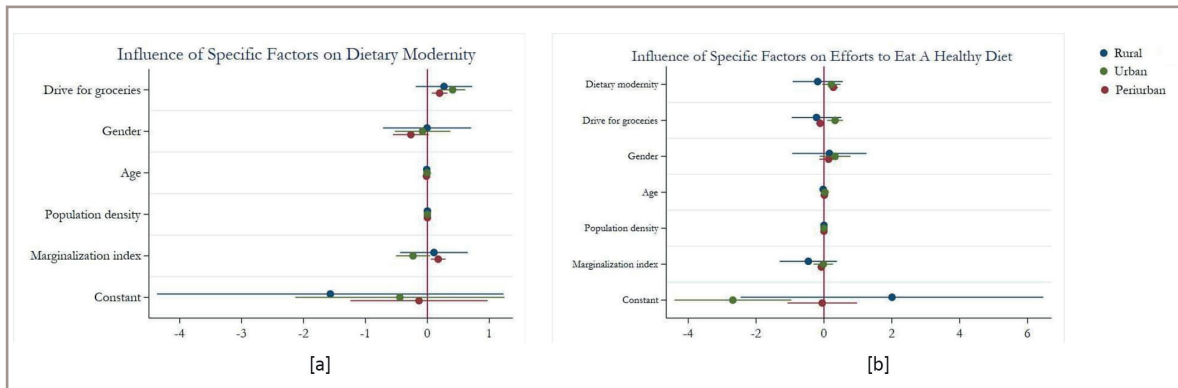 Influence of Specific Factors on Dietary Modernity
Drive for groceries
Gender
Age
Population density
Marginalization index
Constant
-4 -3 -2 -1 0 1
[a]
Influence of Specific Factors on Efforts to Eat A Healthy Diet
Dietary modernity
Drive for groceries
Gender
Age
Population density
Marginalization index
Constant
-4 -2 0 2 4 6
[b]
Rural
Urban
Periurban